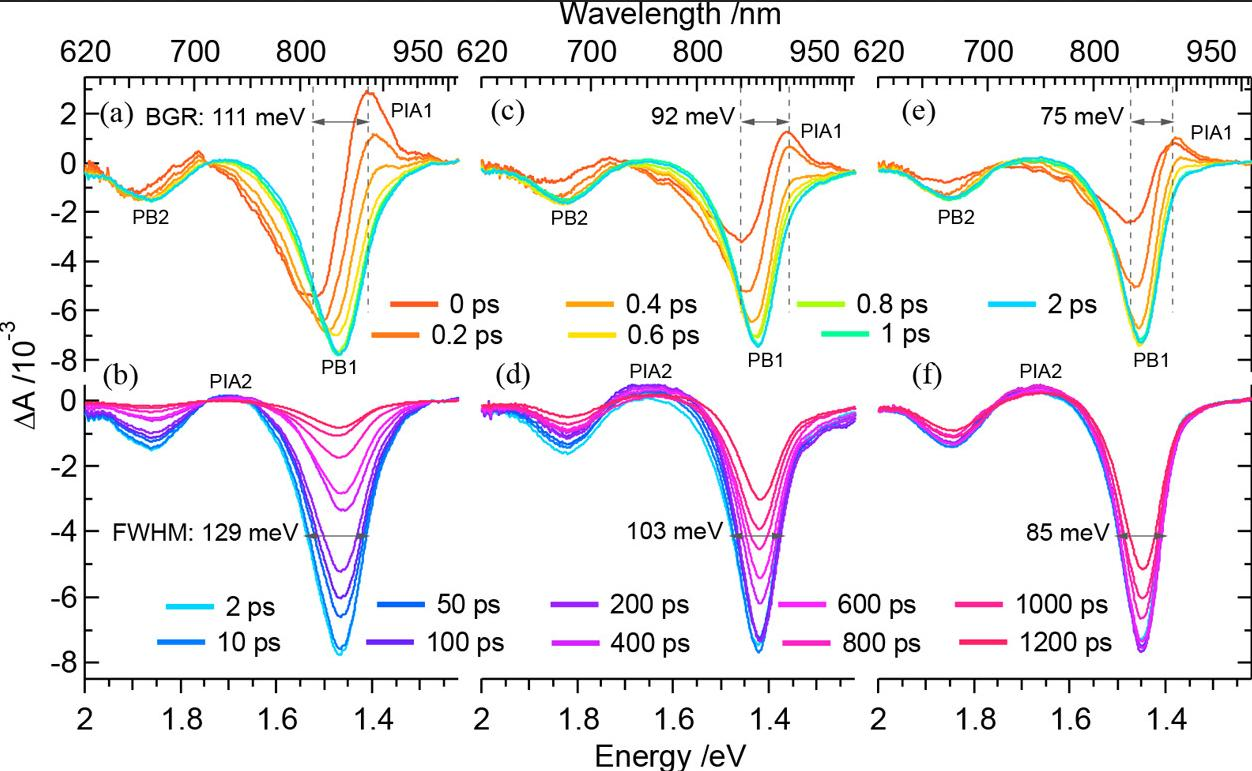 Wavelength /nm
620 700 800 950 620 700 800 950 620 700 800 950
(a) BGR: 111 meV PIA1
(c) 92 meV PIA1
(e) 75 meV PIA1
2
0
-2
-4
-6
-8
PB2 PB2 PB2
0 ps 0.4 ps 0.8 ps 2 ps
0.2 ps 0.6 ps 1 ps
PB1 PB1 PB1
ΔA /10⁻³
(b) PIA2
(d) PIA2
(f) PIA2
0
-2
-4
-6
-8
FWHM: 129 meV 103 meV 85 meV
2 ps 50 ps 200 ps 600 ps 1000 ps
10 ps 100 ps 400 ps 800 ps 1200 ps
2 1.8 1.6 1.4 2 1.8 1.6 1.4 2 1.8 1.6 1.4
Energy /eV